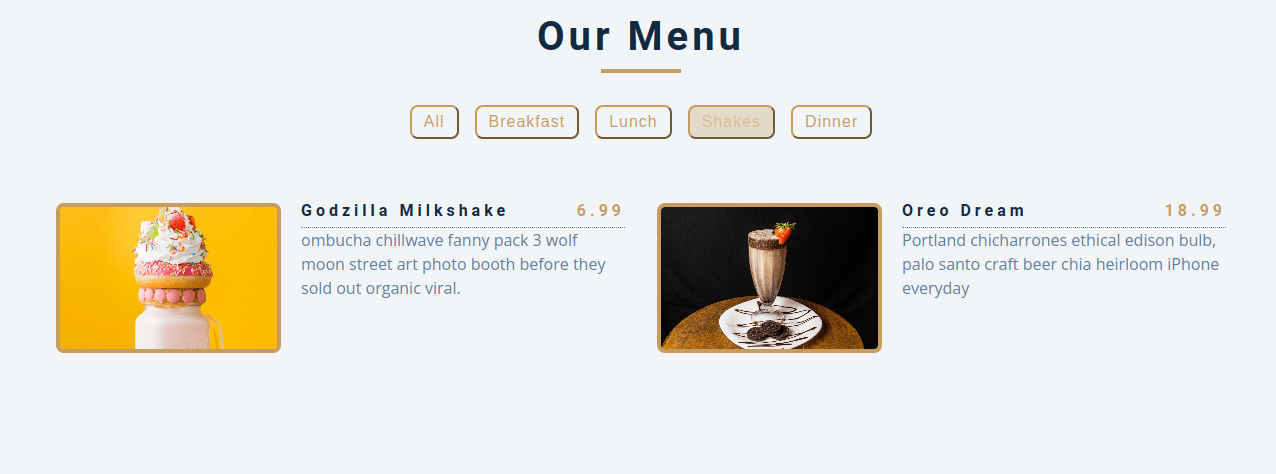 Our Menu
All Breakfast Lunch Shakes Dinner
Godzilla Milkshake 6.99
ombucha chillwave fanny pack 3 wolf
moon street art photo booth before they
sold out organic viral.
Oreo Dream 18.99
Portland chicharrones ethical edison bulb,
palo santo craft beer chia heirloom iPhone
everyday